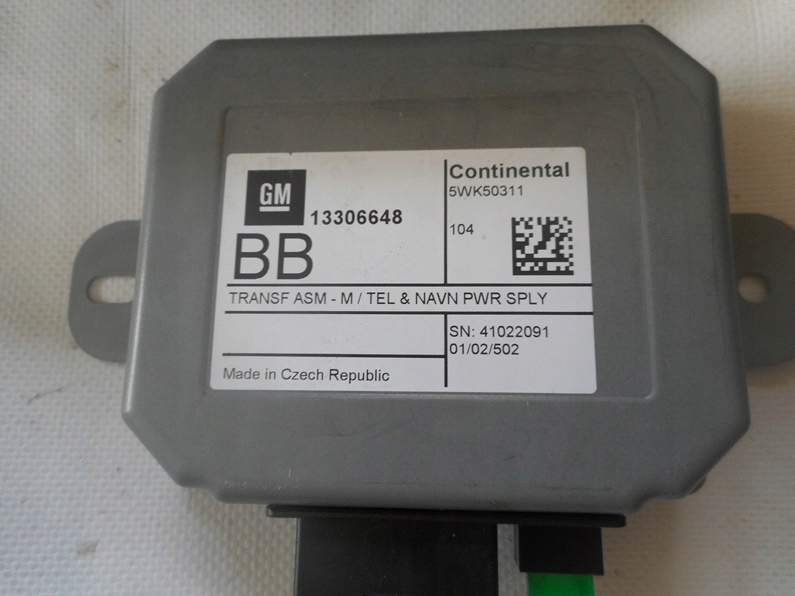 GM
13306648
BB
Continental
5WK50311
104
TRANSF ASM - M / TEL & NAVN PWR SPLY
SN: 41022091
01/02/502
Made in Czech Republic